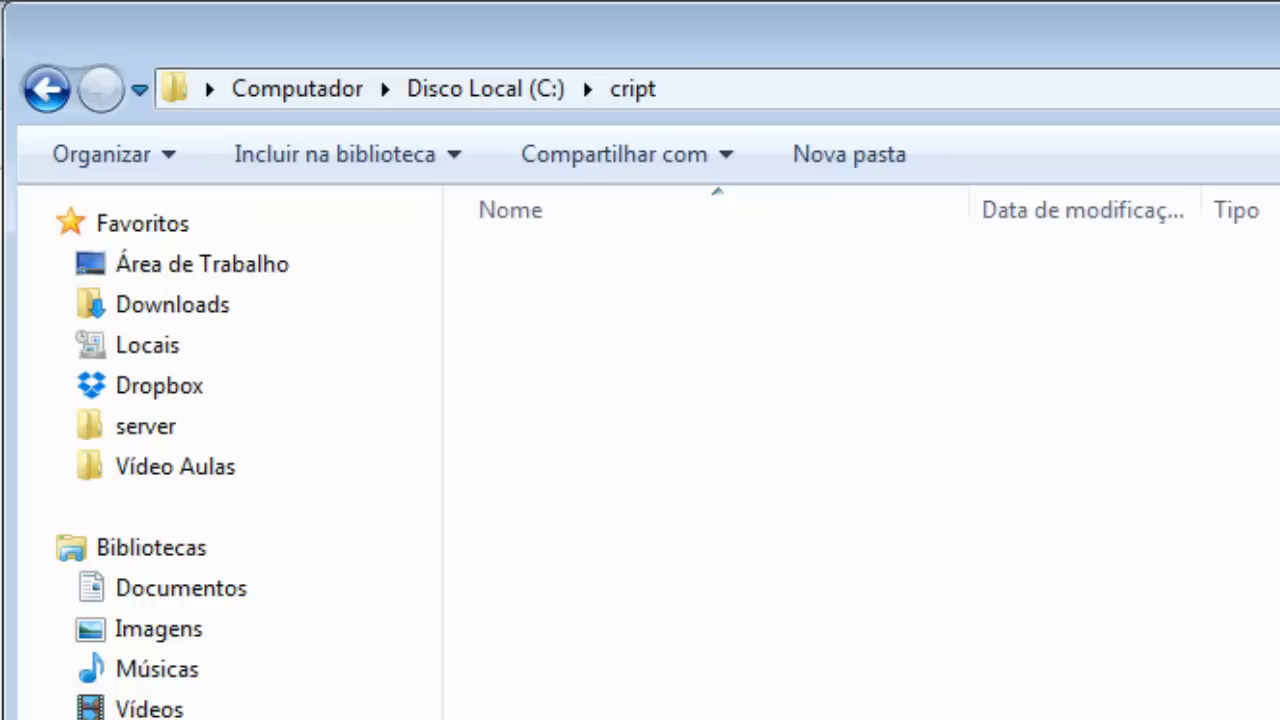 Computador Disco Local (C:) cript
Organizar Incluir na biblioteca Compartilhar com Nova pasta
Nome Data de modificaç... Tipo
Favoritos
Área de Trabalho
Downloads
Locais
Dropbox
server
Vídeo Aulas
Bibliotecas
Documentos
Imagens
Músicas
Vídeos